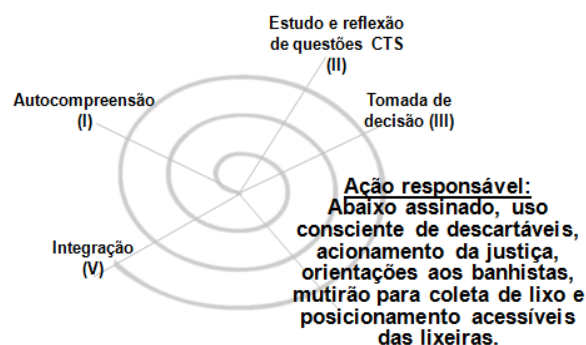 Estudo e reflexão
de questões CTS
(II)
Autocompreensão
(I)
Tomada de
decisão (III)
Ação responsável:
Abaixo assinado, uso
consciente de descartáveis,
acionamento da justiça,
orientações aos banhistas,
mutirão para coleta de lixo e
posicionamento acessíveis
das lixeiras.
Integração
(V)